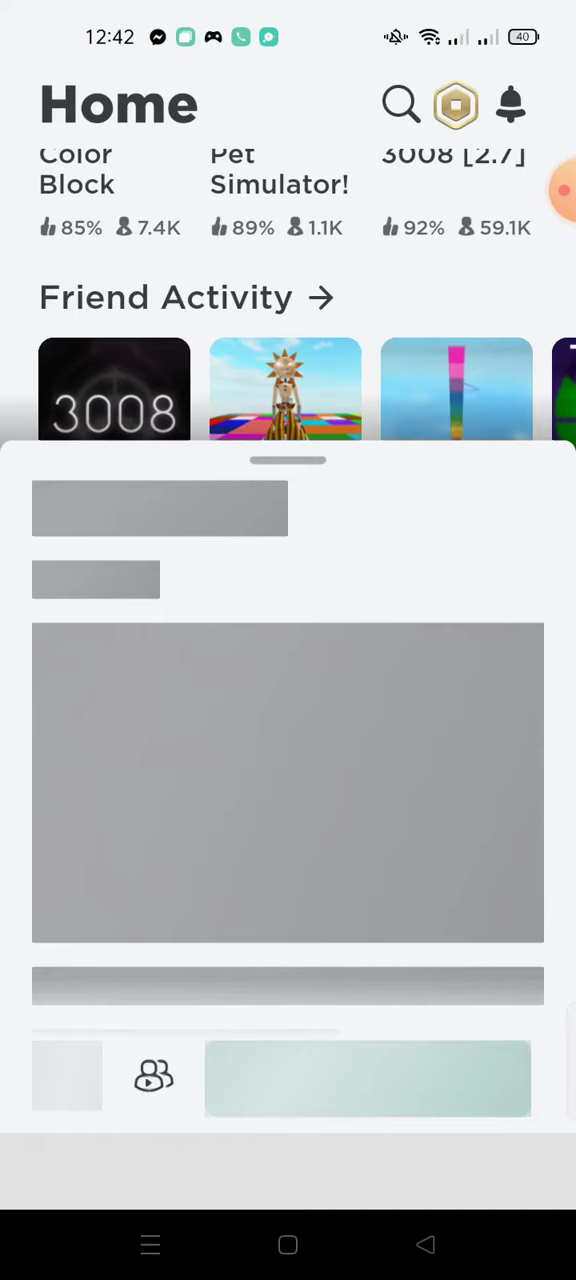 12:42
40
Home
Color
Block
Pet
Simulator!
3008 [2.7]
85% 7.4K
89% 1.1K
92% 59.1K
Friend Activity →
3008